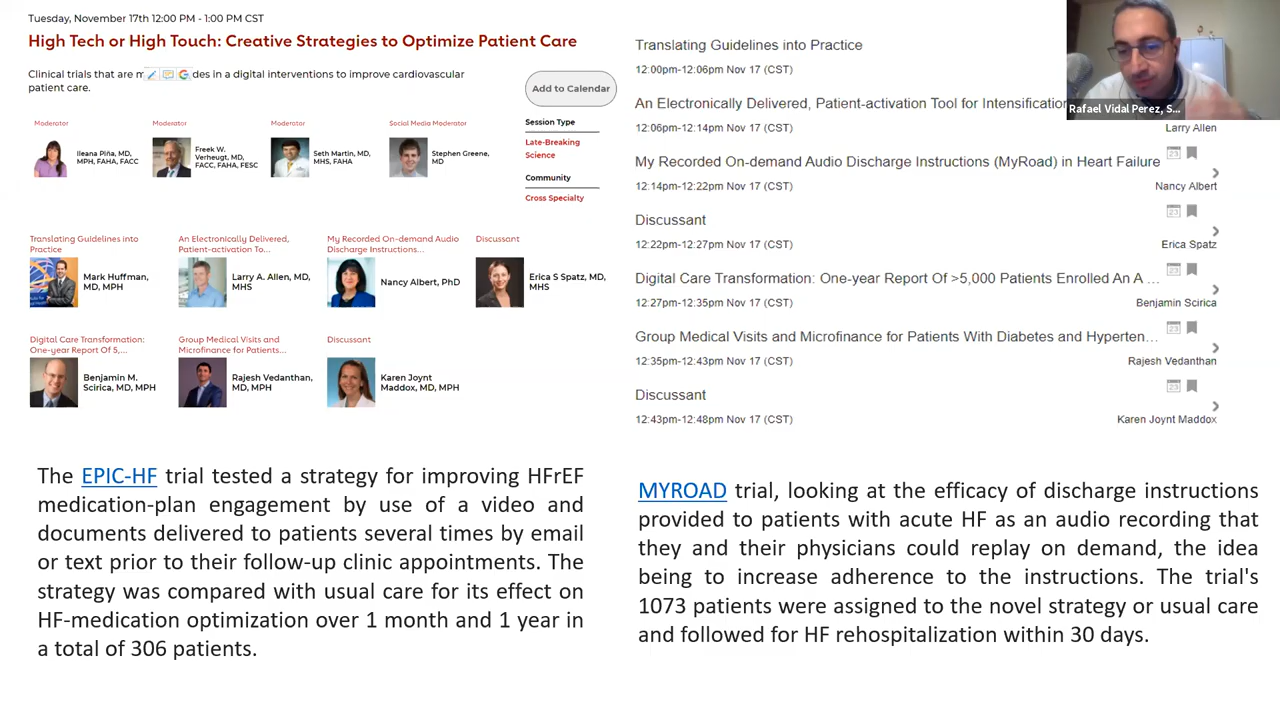 Tuesday, November 17th 12:00 PM - 1:00 PM CST
High Tech or High Touch: Creative Strategies to Optimize Patient Care
Clinical trials that are m des in a digital interventions to improve cardiovascular
patient care.
Add to Calendar
Session Type
Late-Breaking
Science
Community
Cross Specialty
Moderator
Ileana Piña, MD,
MPH, FAHA, FACC
Moderator
Freek W.
Verheugt, MD,
FACC, FAHA, FESC
Moderator
Seth Martin, MD,
MHS, FAHA
Social Media Moderator
Stephen Greene,
MD
Translating Guidelines into
Practice
Mark Huffman,
MD, MPH
An Electronically Delivered,
Patient-activation To...
Larry A. Allen, MD,
MHS
My Recorded On-demand Audio
Discharge Instructions...
Nancy Albert, PhD
Discussant
Erica S Spatz, MD,
MHS
Digital Care Transformation:
One-year Report Of 5,...
Benjamin M.
Scirica, MD, MPH
Group Medical Visits and
Microfinance for Patients...
Rajesh Vedanthan,
MD, MPH
Discussant
Karen Joynt
Maddox, MD, MPH
Translating Guidelines into Practice
12:00pm-12:06pm Nov 17 (CST)
An Electronically Delivered, Patient-activation Tool for Intensification
12:06pm-12:14pm Nov 17 (CST)
Larry Allen
My Recorded On-demand Audio Discharge Instructions (MyRoad) in Heart Failure
12:14pm-12:22pm Nov 17 (CST)
Nancy Albert
Discussant
12:22pm-12:27pm Nov 17 (CST)
Erica Spatz
Digital Care Transformation: One-year Report Of >5,000 Patients Enrolled An A ...
12:27pm-12:35pm Nov 17 (CST)
Benjamin Scirica
Group Medical Visits and Microfinance for Patients With Diabetes and Hyperten...
12:35pm-12:43pm Nov 17 (CST)
Rajesh Vedanthan
Discussant
12:43pm-12:48pm Nov 17 (CST)
Karen Joynt Maddox
Rafael Vidal Perez, S...
The EPIC-HF trial tested a strategy for improving HFrEF
medication-plan engagement by use of a video and
documents delivered to patients several times by email
or text prior to their follow-up clinic appointments. The
strategy was compared with usual care for its effect on
HF-medication optimization over 1 month and 1 year in
a total of 306 patients.
MYROAD trial, looking at the efficacy of discharge instructions
provided to patients with acute HF as an audio recording that
they and their physicians could replay on demand, the idea
being to increase adherence to the instructions. The trial's
1073 patients were assigned to the novel strategy or usual care
and followed for HF rehospitalization within 30 days.